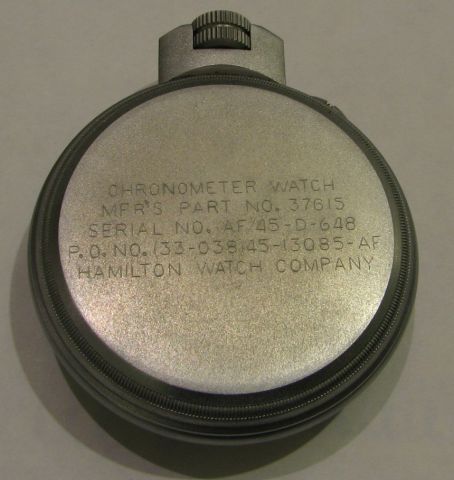 CHRONOMETER WATCH
MFR'S PART NO. 37615
SERIAL NO. AF/45-D-648
P.O. NO. (33-038)45-13085-AF
HAMILTON WATCH COMPANY